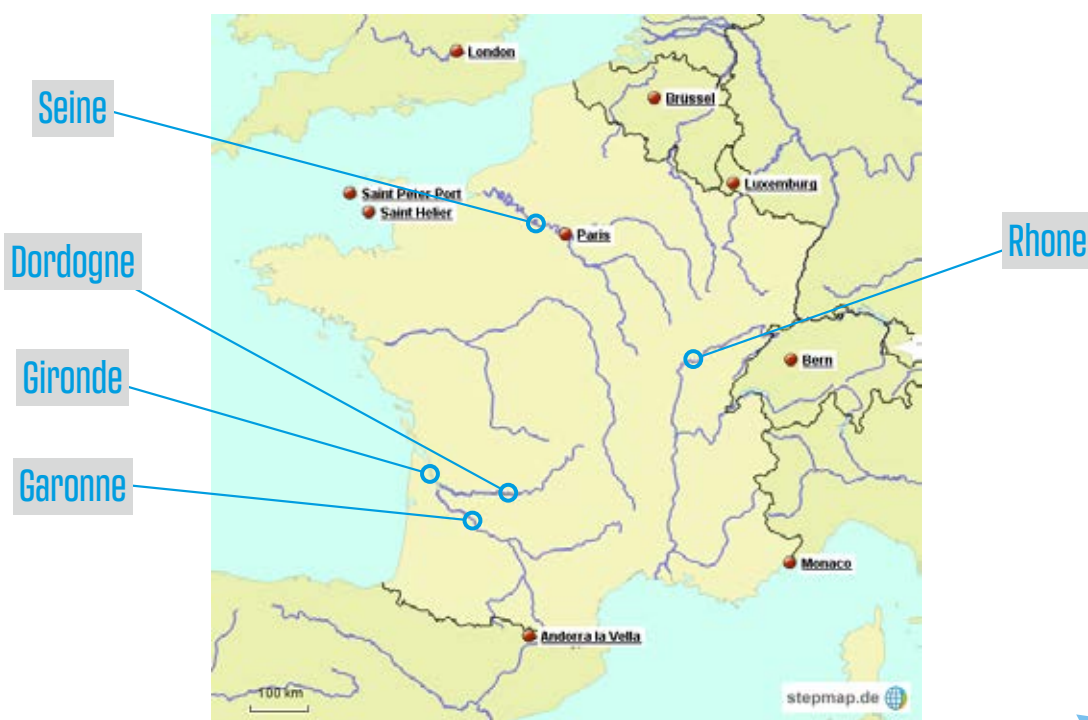 London
Seine
Brüssel
Luxemburg
Saint Peter Port
Saint Helier
Paris
Rhone
Dordogne
Bern
Gironde
Garonne
Monaco
Andorra la Vella
100 km
stepmap.de